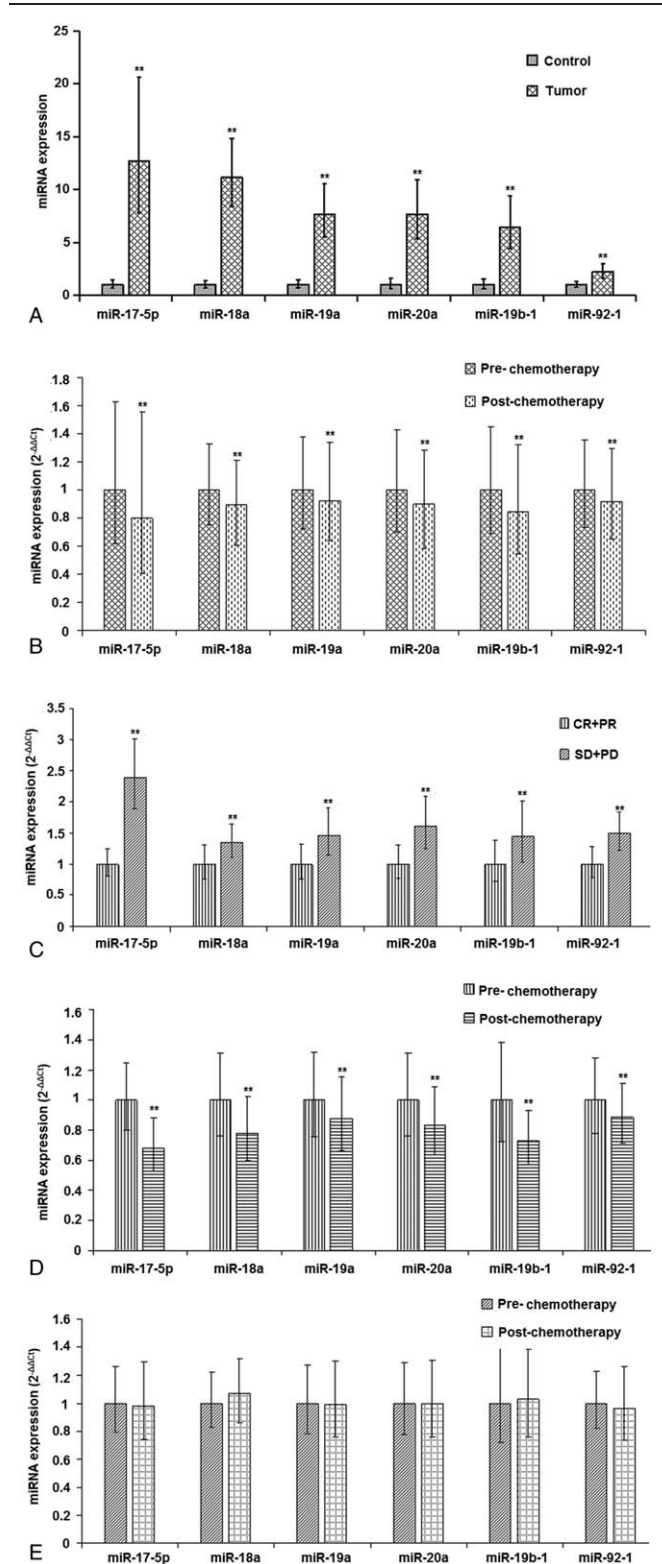 25
20
15
10
5
0
miRNA expression
Control
Tumor
** ** ** ** ** **
miR-17-5p miR-18a miR-19a miR-20a miR-19b-1 miR-92-1
A
1.8
1.6
1.4
1.2
1
0.8
0.6
0.4
0.2
0
miRNA expression (2-ΔΔCt)
Pre-chemotherapy
Post-chemotherapy
** ** ** ** ** **
miR-17-5p miR-18a miR-19a miR-20a miR-19b-1 miR-92-1
B
3.5
3
2.5
2
1.5
1
0.5
0
miRNA expression (2-ΔΔCt)
CR+PR
SD+PD
** ** ** ** ** **
miR-17-5p miR-18a miR-19a miR-20a miR-19b-1 miR-92-1
C
1.6
1.4
1.2
1
0.8
0.6
0.4
0.2
0
miRNA expression (2-ΔΔCt)
Pre-chemotherapy
Post-chemotherapy
** ** ** ** ** **
miR-17-5p miR-18a miR-19a miR-20a miR-19b-1 miR-92-1
D
1.6
1.4
1.2
1
0.8
0.6
0.4
0.2
0
miRNA expression (2-ΔΔCt)
Pre-chemotherapy
Post-chemotherapy
miR-17-5p miR-18a miR-19a miR-20a miR-19b-1 miR-92-1
E